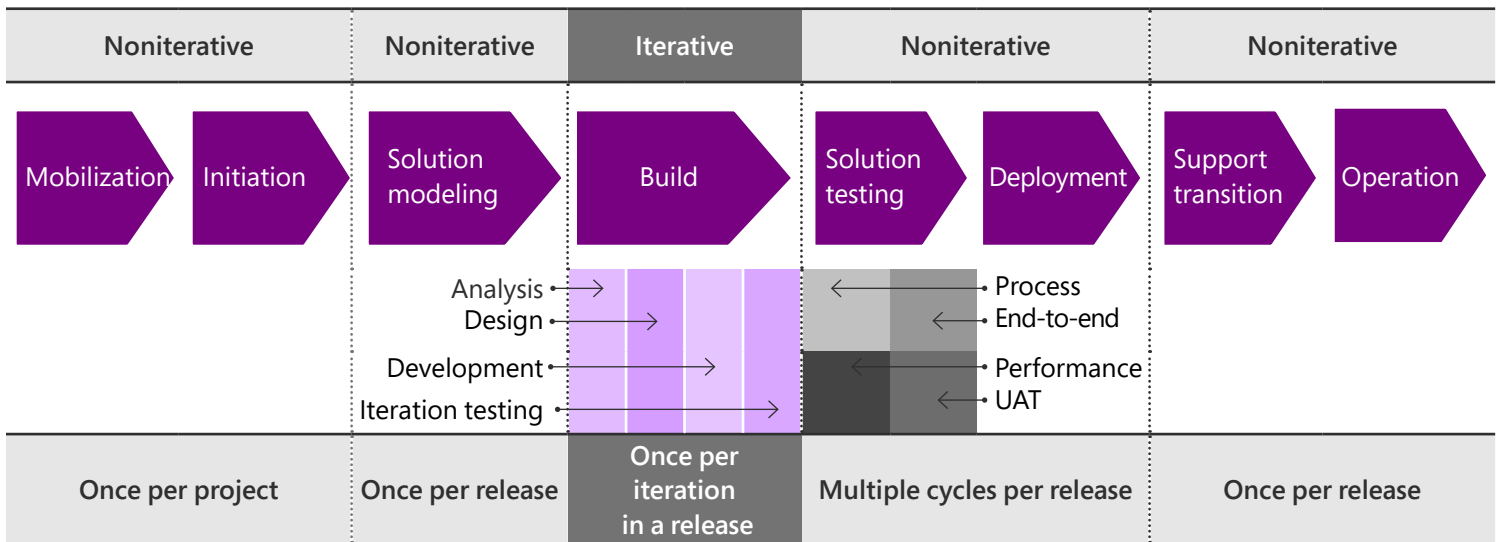 Noniterative
Noniterative
Iterative
Noniterative
Noniterative
Mobilization
Initiation
Solution
modeling
Build
Solution
testing
Deployment
Support
transition
Operation
Analysis
Design
Development
Iteration testing
Process
End-to-end
Performance
UAT
Once per project
Once per release
Once per
iteration
in a release
Multiple cycles per release
Once per release